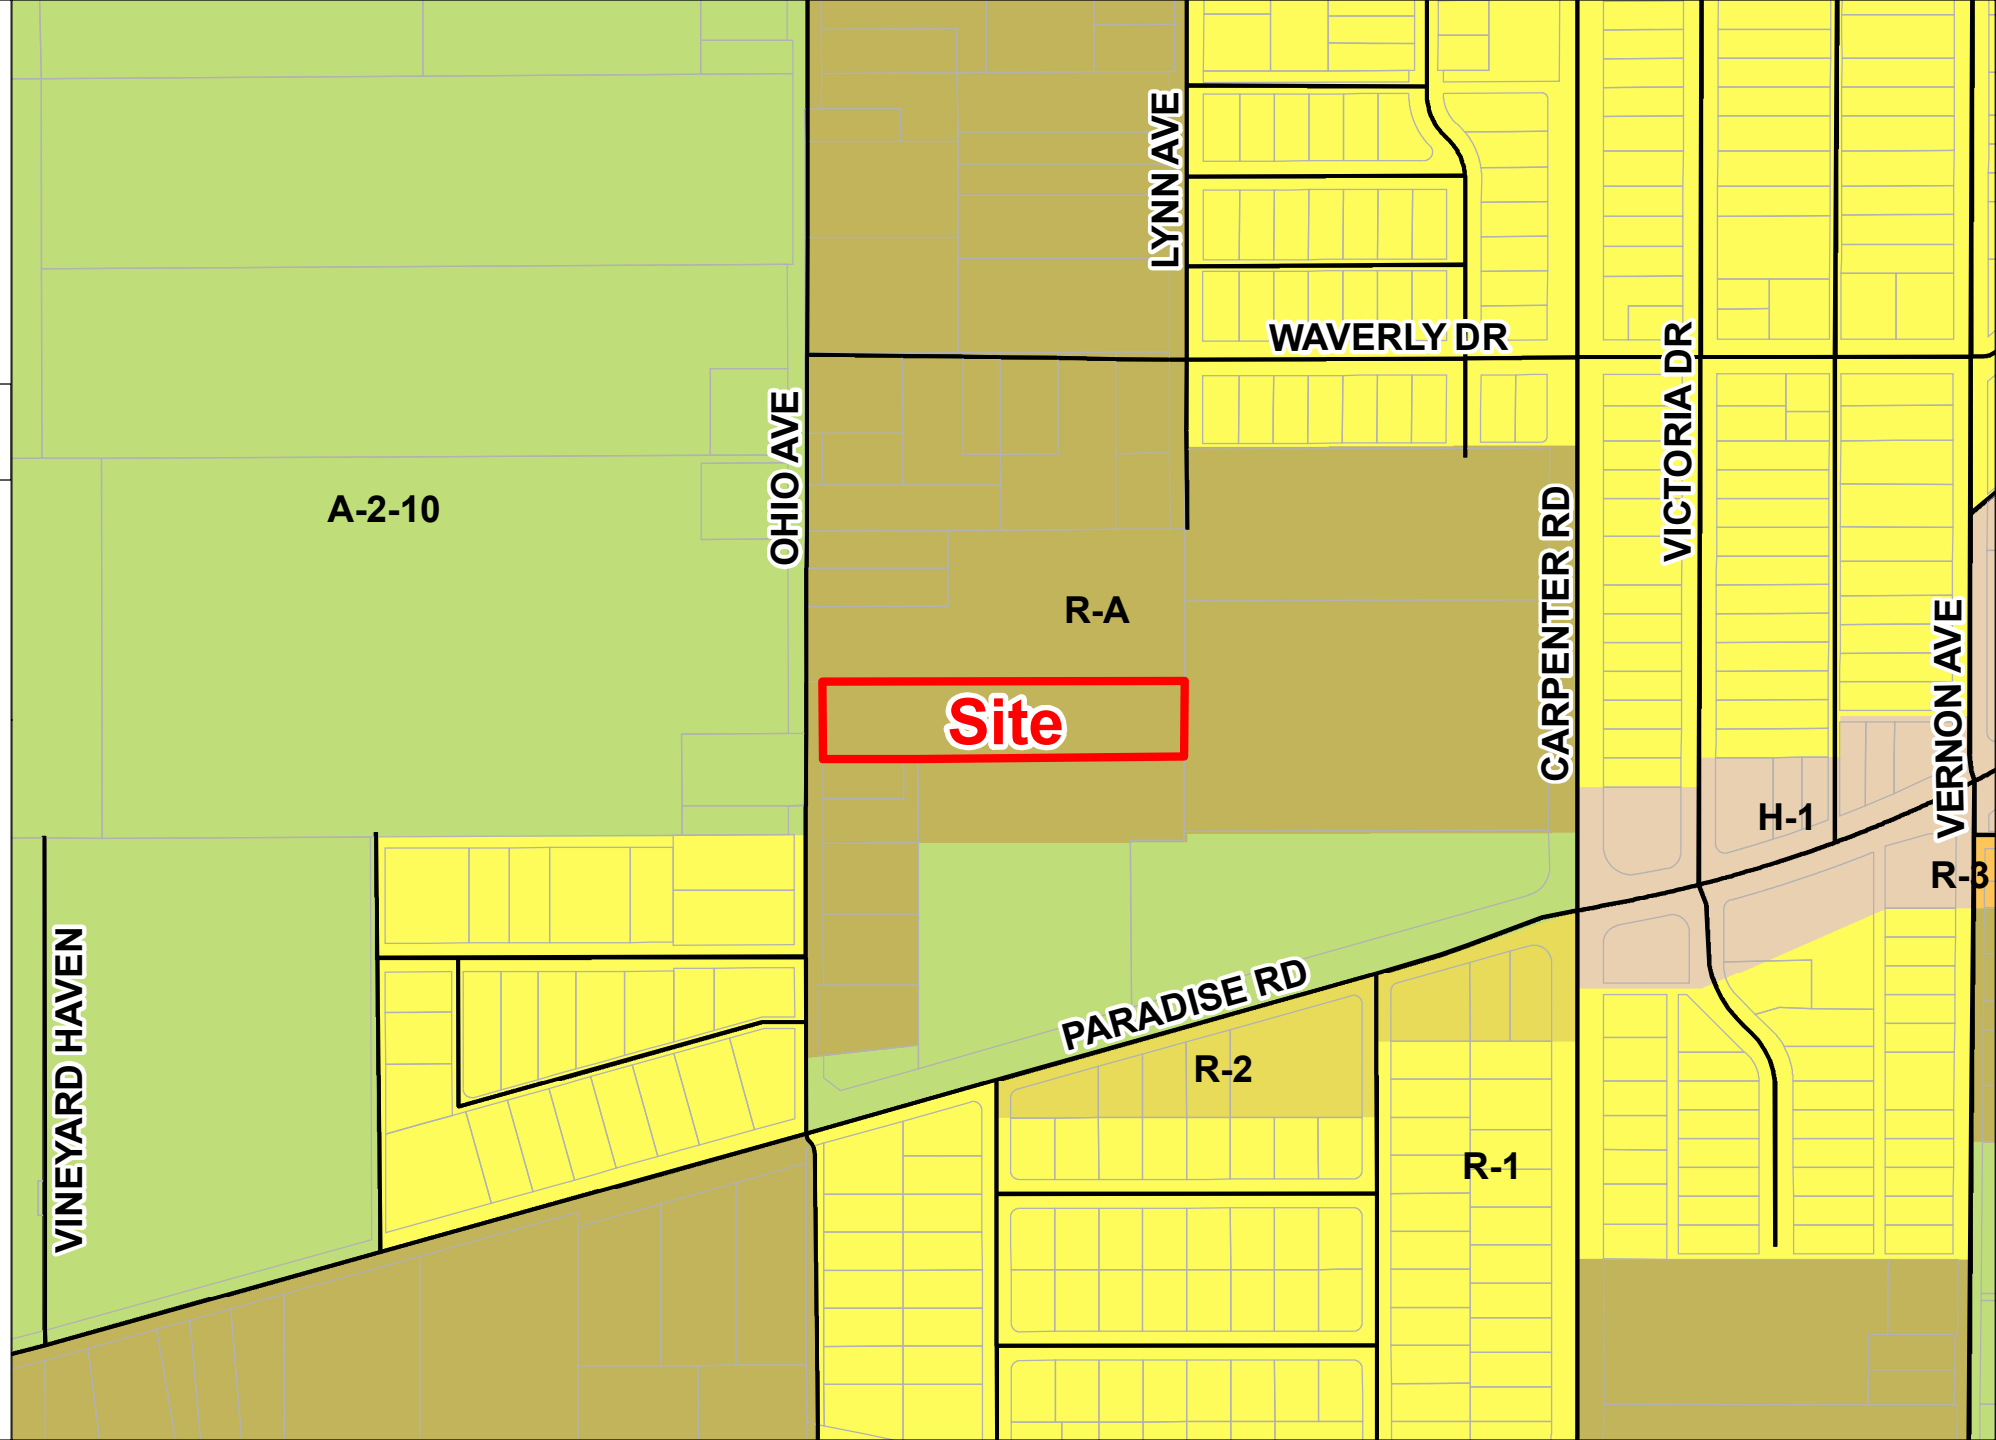 LYNN AVE
WAVERLY DR
VICTORIA DR
OHIO AVE
A-2-10
CARPENTER RD
R-A
VERNON AVE
Site
H-1
R-3
VINEYARD HAVEN
PARADISE RD
R-2
R-1